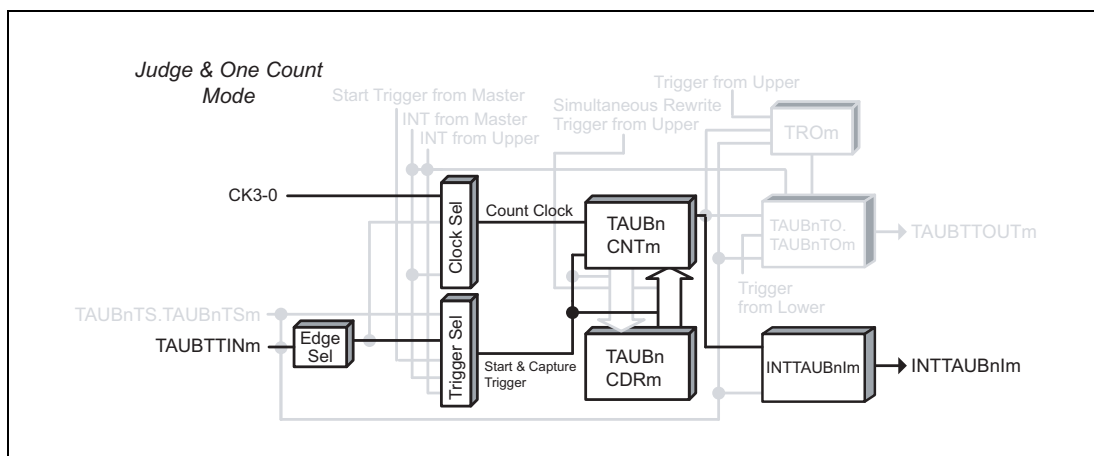 Judge & One Count
Mode
Trigger from Upper
Start Trigger from Master
Simultaneous Rewrite
Trigger from Upper
INT from Master
INT from Upper
TROm
CK3-0
Clock Sel
Count Clock
TAUBn
CNTm
TAUBnTO.
TAUBnTOm
TAUBTTOUTm
Trigger
from Lower
TAUBnTS.TAUBnTSm
TAUBTTINm
Edge
Sel
Trigger Sel
Start & Capture
Trigger
TAUBn
CDRm
INTTAUBnIm
INTTAUBnIm